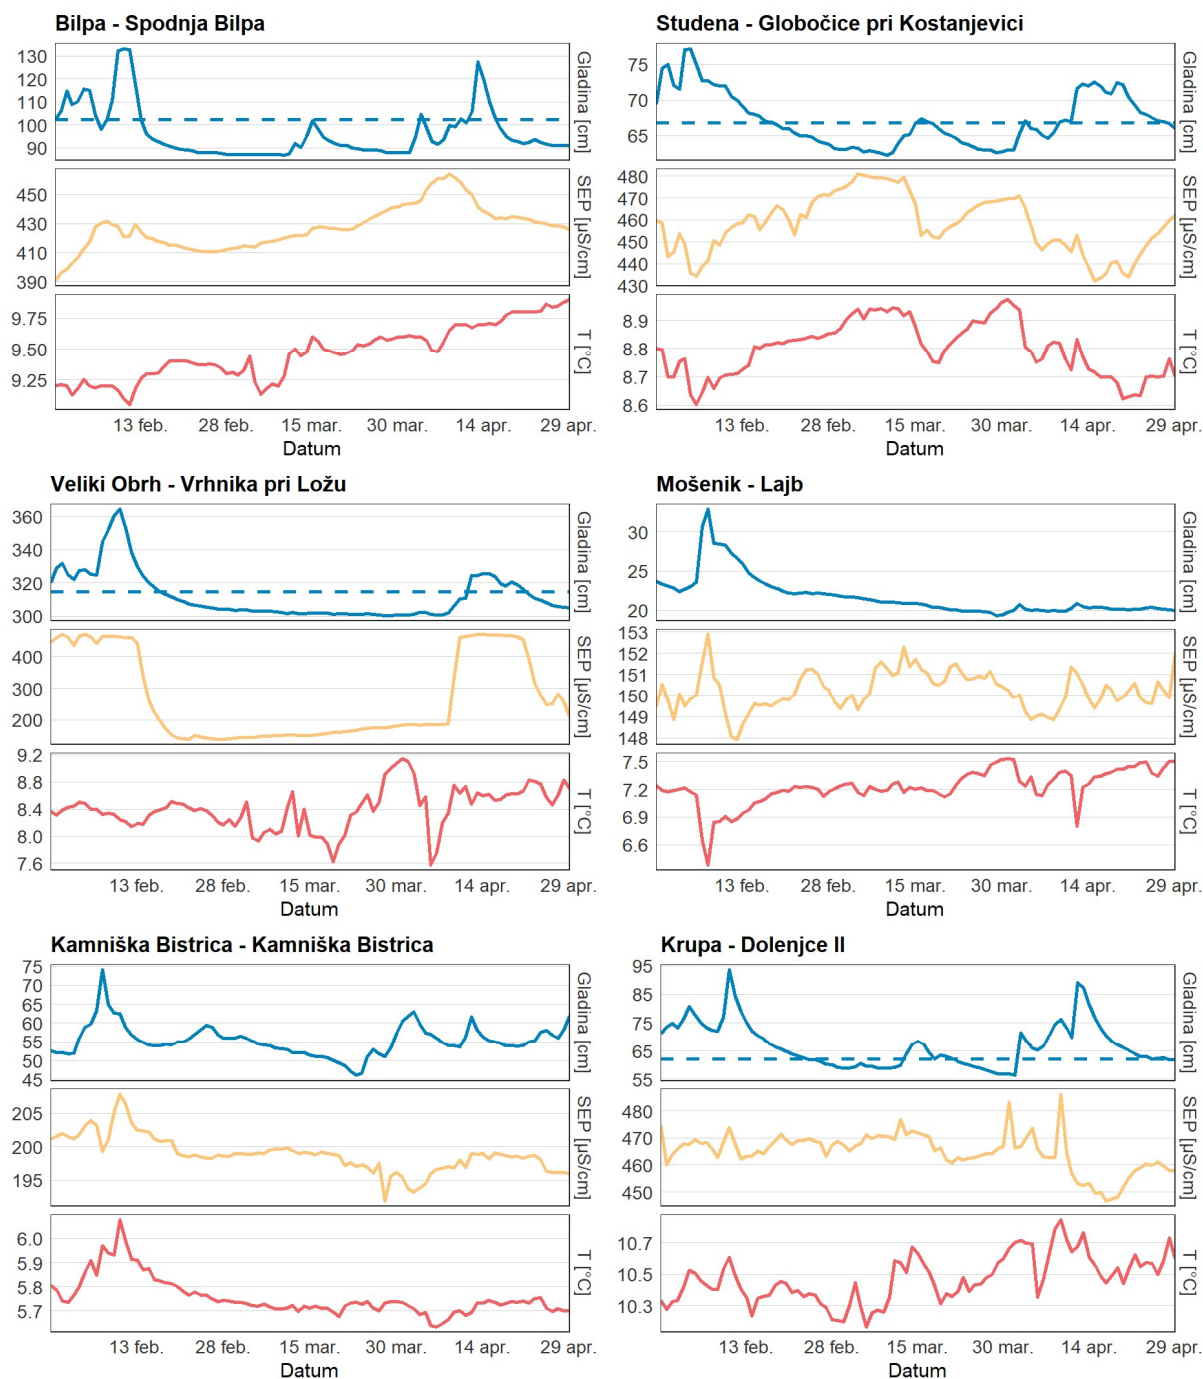 Bilpa - Spodnja Bilpa
130
120
110
100
90
Gladina [cm]
450
430
410
390
SEP [µS/cm]
9.75
9.50
9.25
T [°C]
13 feb. 28 feb. 15 mar. 30 mar. 14 apr. 29 apr.
Datum
Studena - Globočice pri Kostanjevici
75
70
65
Gladina [cm]
480
470
460
450
440
430
SEP [µS/cm]
8.9
8.8
8.7
8.6
T [°C]
13 feb. 28 feb. 15 mar. 30 mar. 14 apr. 29 apr.
Datum
Veliki Obrh - Vrhnika pri Ložu
360
340
320
300
Gladina [cm]
400
300
200
SEP [µS/cm]
9.2
8.8
8.4
8.0
7.6
T [°C]
13 feb. 28 feb. 15 mar. 30 mar. 14 apr. 29 apr.
Datum
Mošenik - Lajb
30
25
20
Gladina [cm]
153
152
151
150
149
148
SEP [µS/cm]
7.5
7.2
6.9
6.6
T [°C]
13 feb. 28 feb. 15 mar. 30 mar. 14 apr. 29 apr.
Datum
Kamniška Bistrica - Kamniška Bistrica
75
70
65
60
55
50
45
Gladina [cm]
205
200
195
SEP [µS/cm]
6.0
5.9
5.8
5.7
T [°C]
13 feb. 28 feb. 15 mar. 30 mar. 14 apr. 29 apr.
Datum
Krupa - Dolenjce II
95
85
75
65
55
Gladina [cm]
480
470
460
450
SEP [µS/cm]
10.7
10.5
10.3
T [°C]
13 feb. 28 feb. 15 mar. 30 mar. 14 apr. 29 apr.
Datum